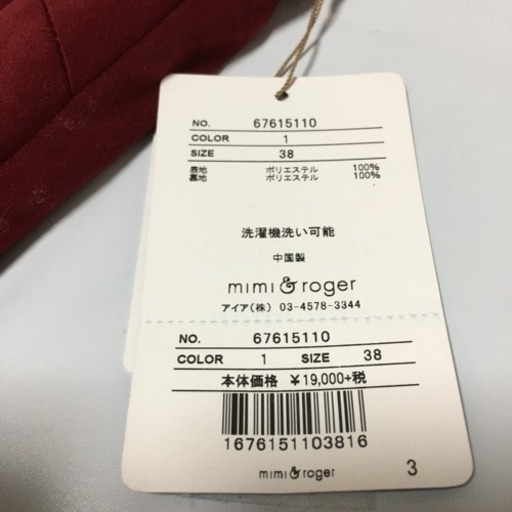 NO. 67615110
COLOR 1
SIZE 38
表地 ポリエステル 100%
裏地 ポリエステル 100%
洗濯機洗い可能
中国製
mimi & roger
アイア(株) 03-4578-3344
NO. 67615110
COLOR 1 SIZE 38
本体価格 ¥19,000+税
1676151103816
mimi & roger 3